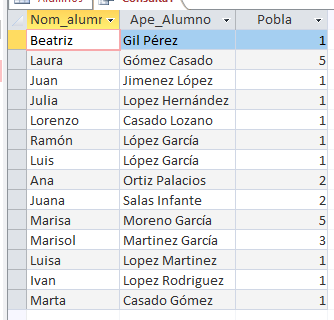 Alumnos Consulta1
Nom_alumn Ape_Alumno Pobla
Beatriz Gil Pérez 1
Laura Gómez Casado 5
Juan Jimenez López 1
Julia Lopez Hernández 1
Lorenzo Casado Lozano 1
Ramón López García 1
Luis López García 1
Ana Ortiz Palacios 2
Juana Salas Infante 2
Marisa Moreno García 5
Marisol Martinez García 3
Luisa Lopez Martinez 1
Ivan Lopez Rodriguez 1
Marta Casado Gómez 1